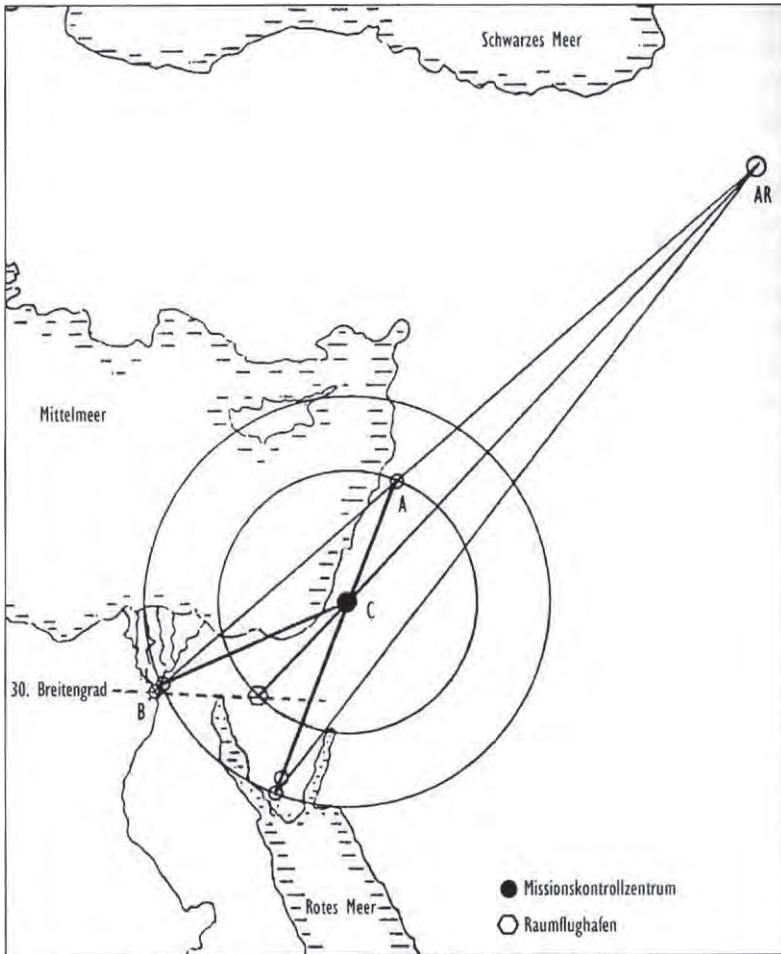 Schwarzes Meer
AR
Mittelmeer
A
C
30. Breitengrad
B
Missionskontrollzentrum
Rotes Meer
Raumflughafen